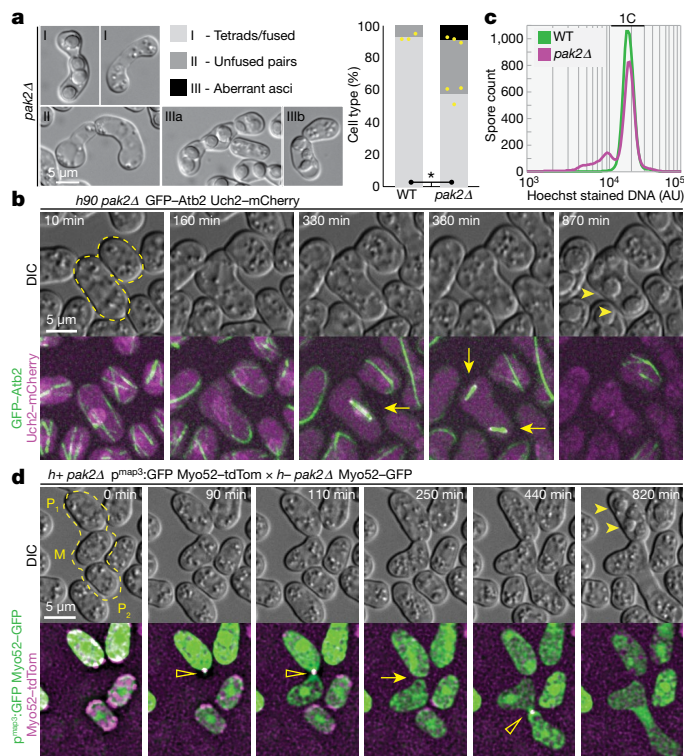 a
pak2Δ
I
I
II
IIIa
IIIb
5 μm
I - Tetrads/fused
II - Unfused pairs
III - Aberrant asci
Cell type (%)
100
80
60
40
20
0
*
WT
pak2Δ
c
1C
WT
pak2Δ
Spore count
1,000
800
600
400
200
0
10³
10⁴
10⁵
Hoechst stained DNA (AU)
b
h90 pak2Δ GFP–Atb2 Uch2–mCherry
DIC
10 min
160 min
330 min
380 min
870 min
5 μm
GFP–Atb2
Uch2–mCherry
d
h+ pak2Δ pᵐᵃᵖ³:GFP Myo52–tdTom × h– pak2Δ Myo52–GFP
DIC
0 min
90 min
110 min
250 min
440 min
820 min
P₁
M
P₂
5 μm
pᵐᵃᵖ³:GFP Myo52–GFP
Myo52–tdTom